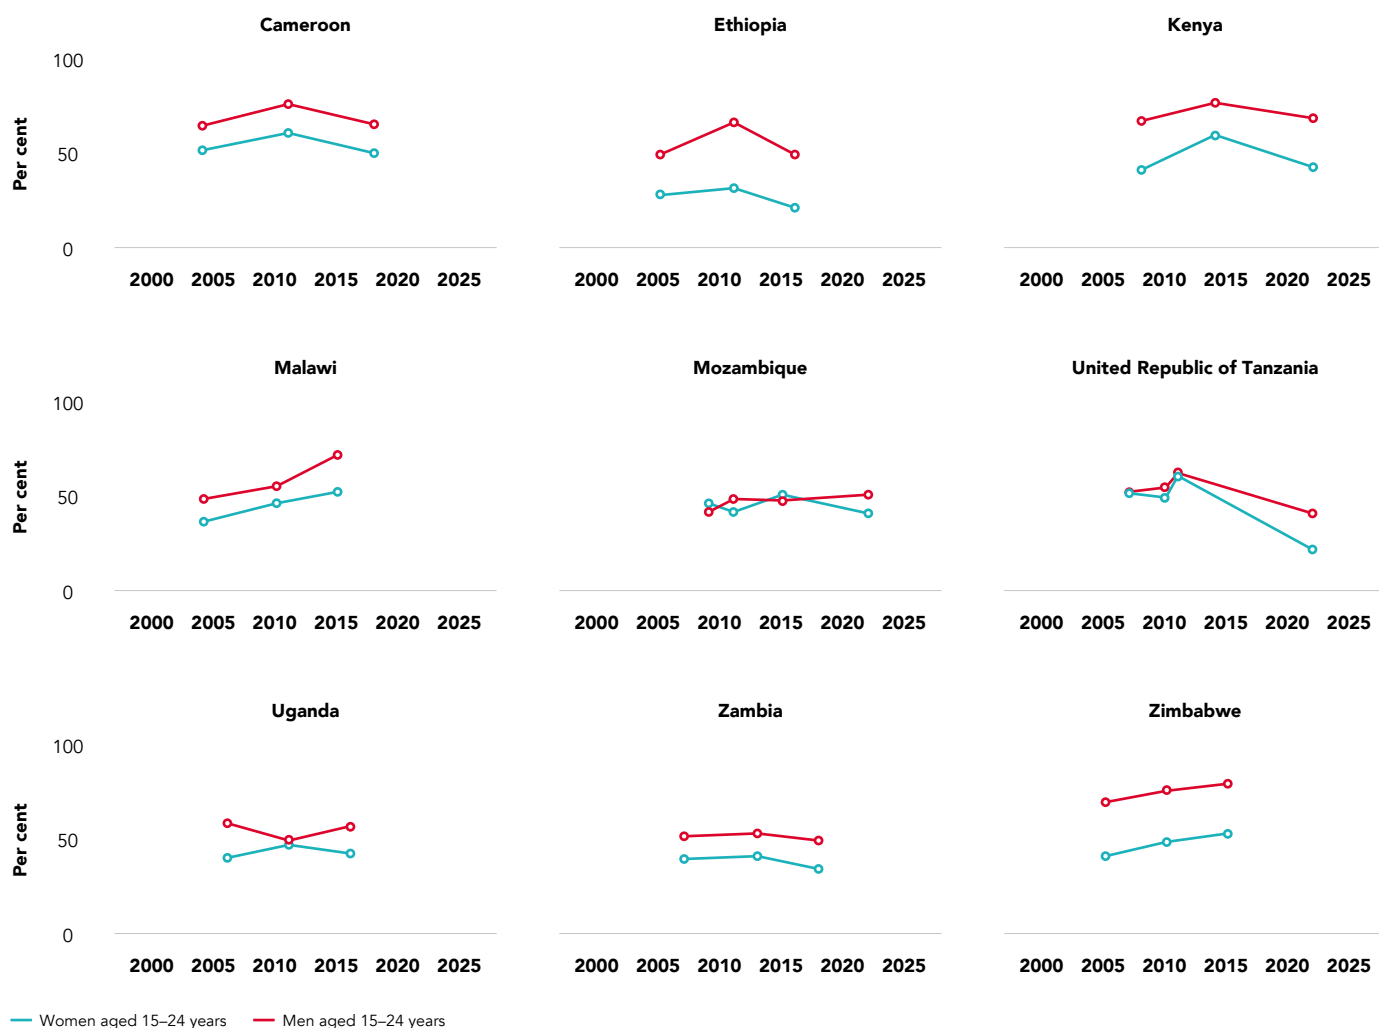 Cameroon
Ethiopia
Kenya
Per cent
100
50
0
2000 2005 2010 2015 2020 2025
2000 2005 2010 2015 2020 2025
2000 2005 2010 2015 2020 2025
Malawi
Mozambique
United Republic of Tanzania
Per cent
100
50
0
2000 2005 2010 2015 2020 2025
2000 2005 2010 2015 2020 2025
2000 2005 2010 2015 2020 2025
Uganda
Zambia
Zimbabwe
Per cent
100
50
0
2000 2005 2010 2015 2020 2025
2000 2005 2010 2015 2020 2025
2000 2005 2010 2015 2020 2025
Women aged 15–24 years
Men aged 15–24 years